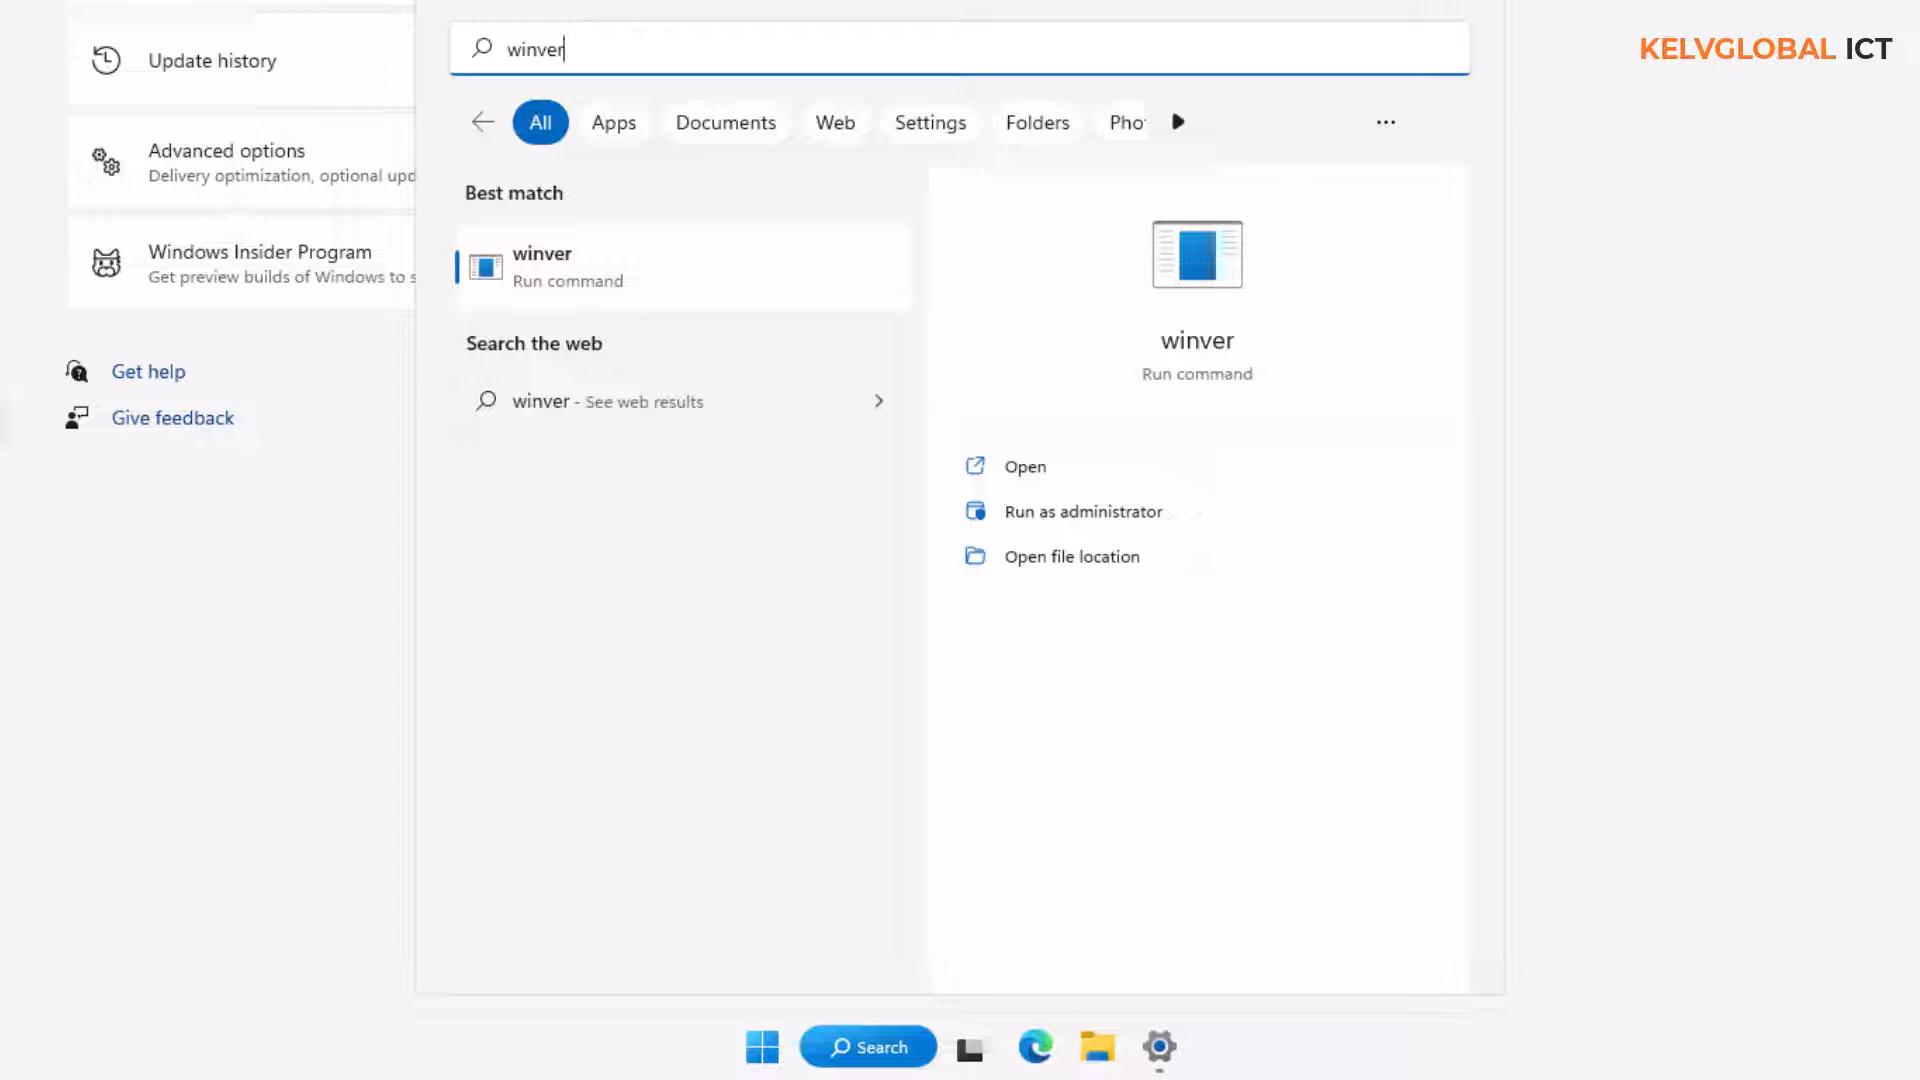 KELVGLOBAL ICT
Update history
Advanced options
Delivery optimization, optional upd
Windows Insider Program
Get preview builds of Windows to s
Get help
Give feedback
winver
All Apps Documents Web Settings Folders Pho
Best match
winver
Run command
Search the web
winver - See web results
winver
Run command
Open
Run as administrator
Open file location
Search